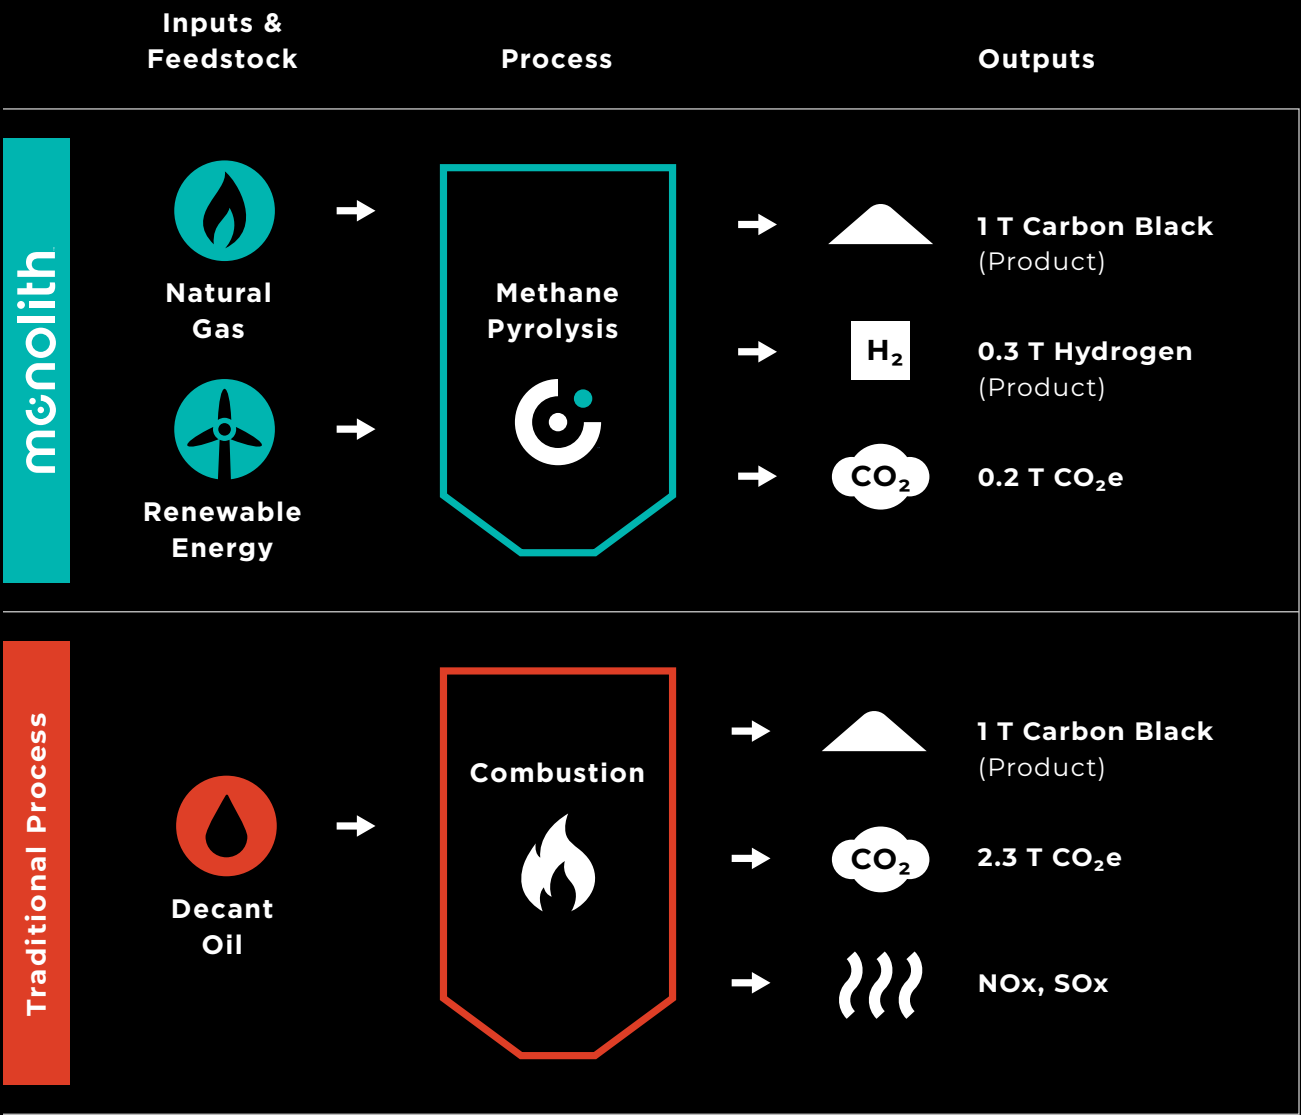 Inputs &
Feedstock
Process
Outputs
monolith
Natural
Gas
Renewable
Energy
Methane
Pyrolysis
1 T Carbon Black
(Product)
H₂
0.3 T Hydrogen
(Product)
CO₂
0.2 T CO₂e
Traditional Process
Decant
Oil
Combustion
1 T Carbon Black
(Product)
CO₂
2.3 T CO₂e
NOx, SOx